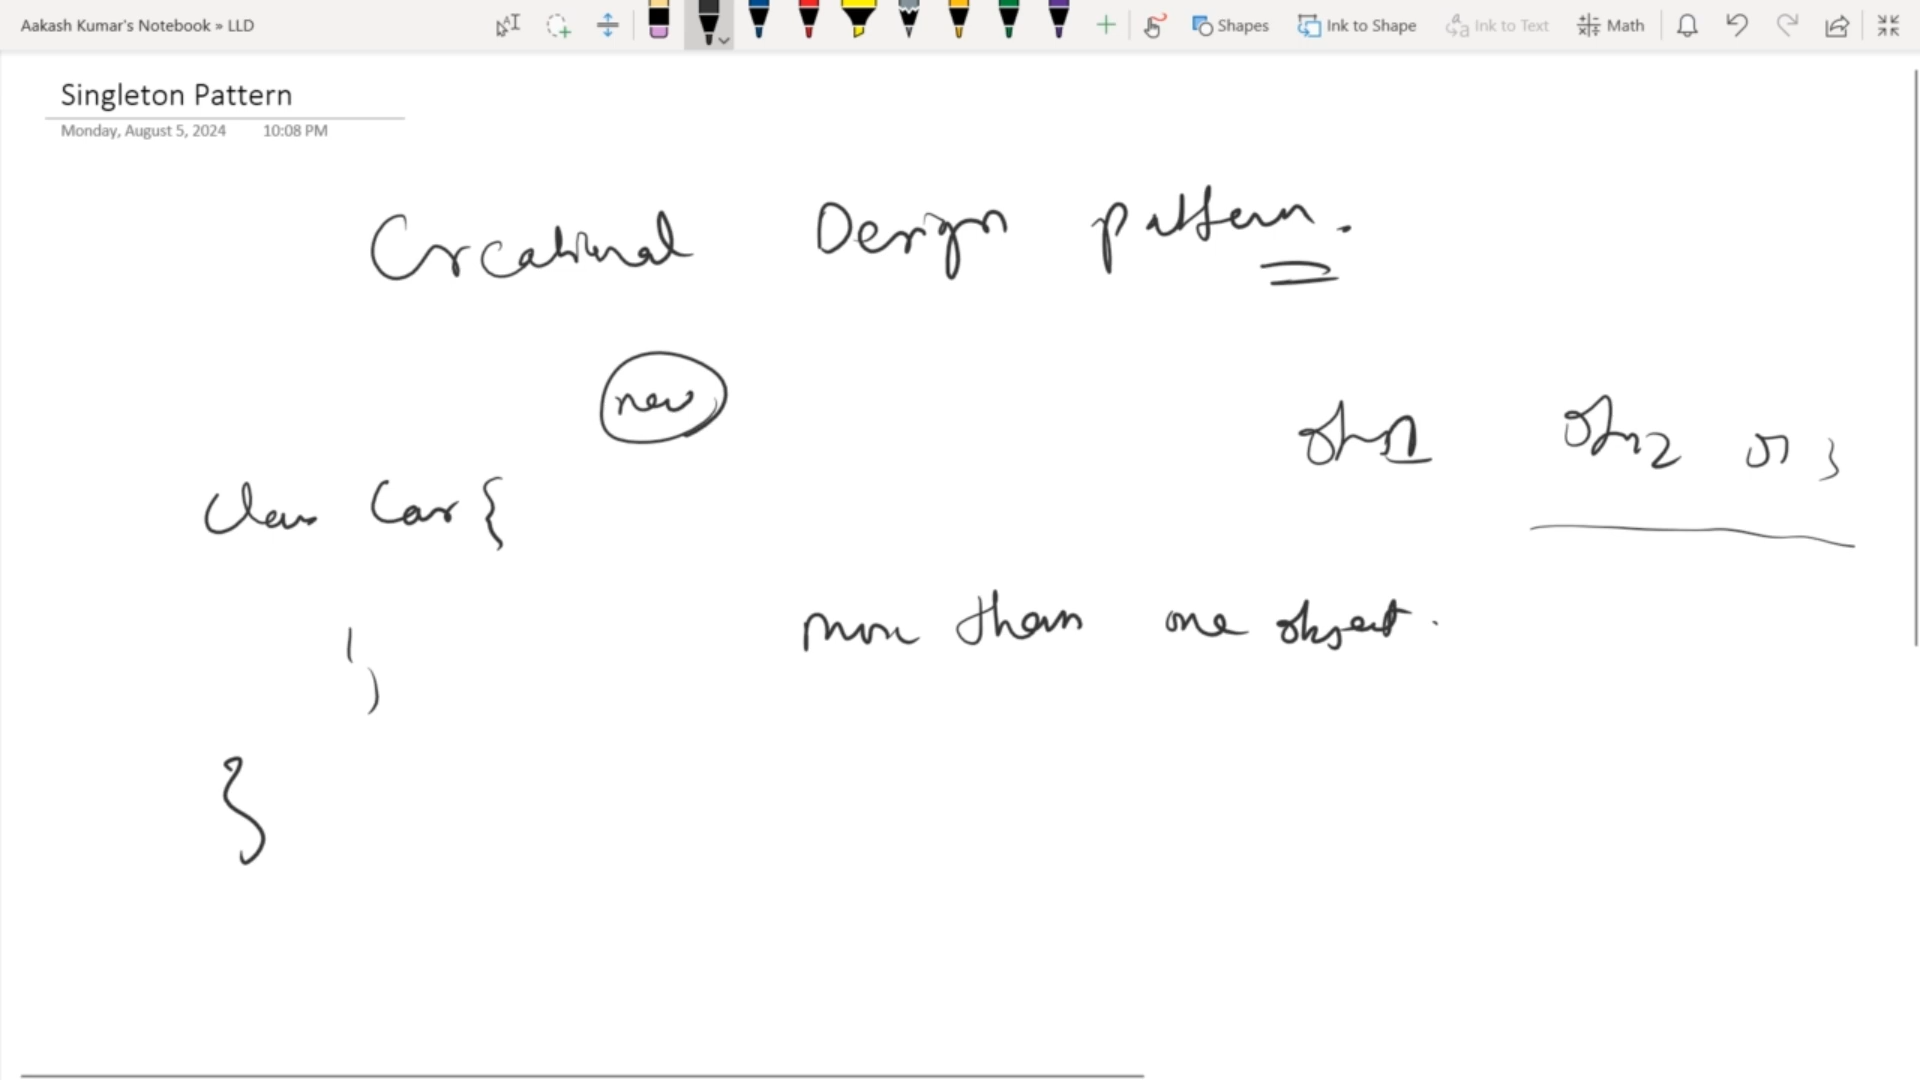 Aakash Kumar's Notebook » LLD
Shapes Ink to Shape Ink to Text Math
Singleton Pattern
Monday, August 5, 2024 10:08 PM
Creational Design pattern.
new
obj1 obj2
class Car {
more than one object.
}